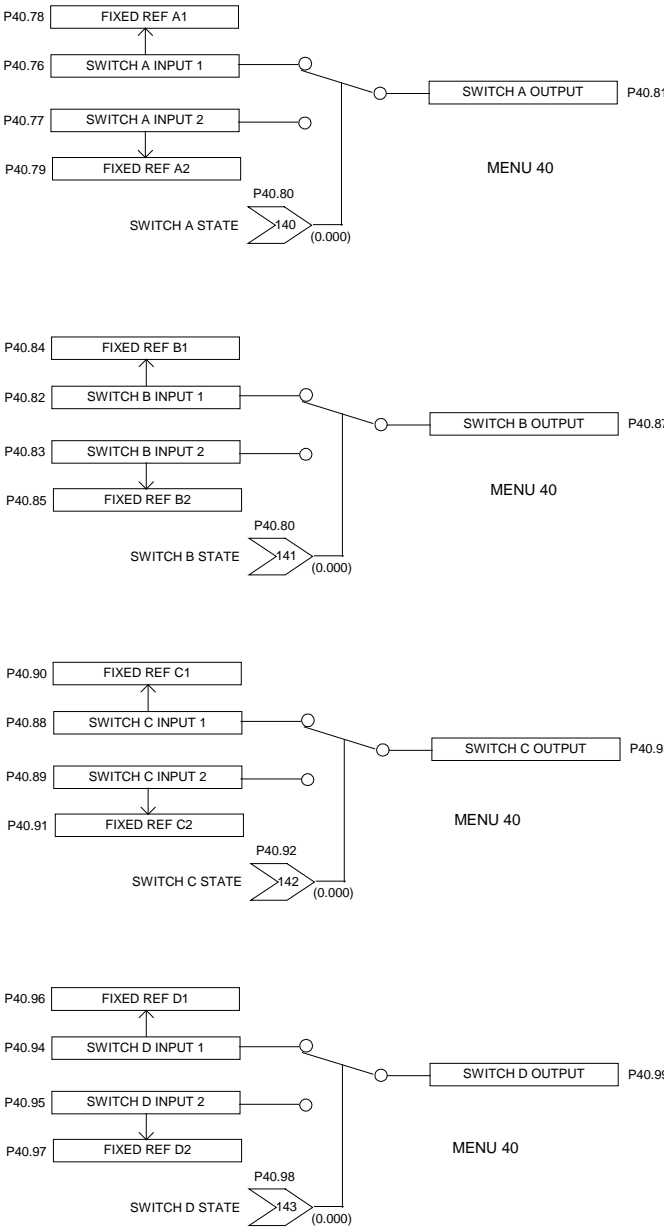 P40.78 FIXED REF A1
P40.76 SWITCH A INPUT 1
SWITCH A OUTPUT P40.81
P40.77 SWITCH A INPUT 2
P40.79 FIXED REF A2
MENU 40
P40.80
SWITCH A STATE 140
(0.000)
P40.84 FIXED REF B1
P40.82 SWITCH B INPUT 1
SWITCH B OUTPUT P40.87
P40.83 SWITCH B INPUT 2
P40.85 FIXED REF B2
MENU 40
P40.80
SWITCH B STATE 141
(0.000)
P40.90 FIXED REF C1
P40.88 SWITCH C INPUT 1
SWITCH C OUTPUT
P40.89 SWITCH C INPUT 2
P40.91 FIXED REF C2
MENU 40
P40.92
SWITCH C STATE 142
(0.000)
P40.96 FIXED REF D1
P40.94 SWITCH D INPUT 1
SWITCH D OUTPUT P40.99
P40.95 SWITCH D INPUT 2
P40.97 FIXED REF D2
MENU 40
P40.98
SWITCH D STATE 143
(0.000)